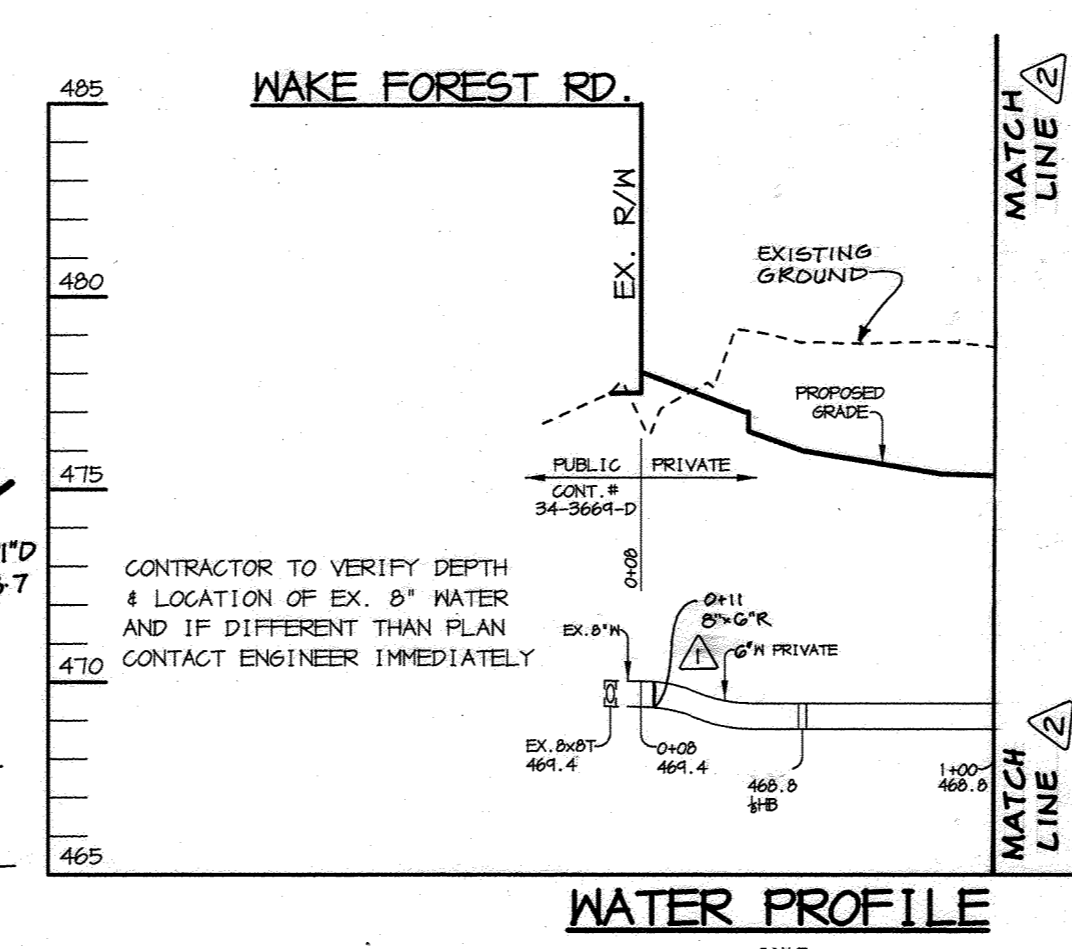 485
WAKE FOREST RD.
MATCH
LINE
2
EX. R/W
480
EXISTING
GROUND
PROPOSED
GRADE
475
PUBLIC
PRIVATE
CONT.#
34-3669-D
0+08
CONTRACTOR TO VERIFY DEPTH
& LOCATION OF EX. 8" WATER
AND IF DIFFERENT THAN PLAN
CONTACT ENGINEER IMMEDIATELY
EX.8"W
0+11
8"x6"R
1
6"W PRIVATE
470
EX.8x8T
469.4
0+08
469.4
468.8
⅛HB
1+00
468.8
MATCH
LINE
2
465
WATER PROFILE